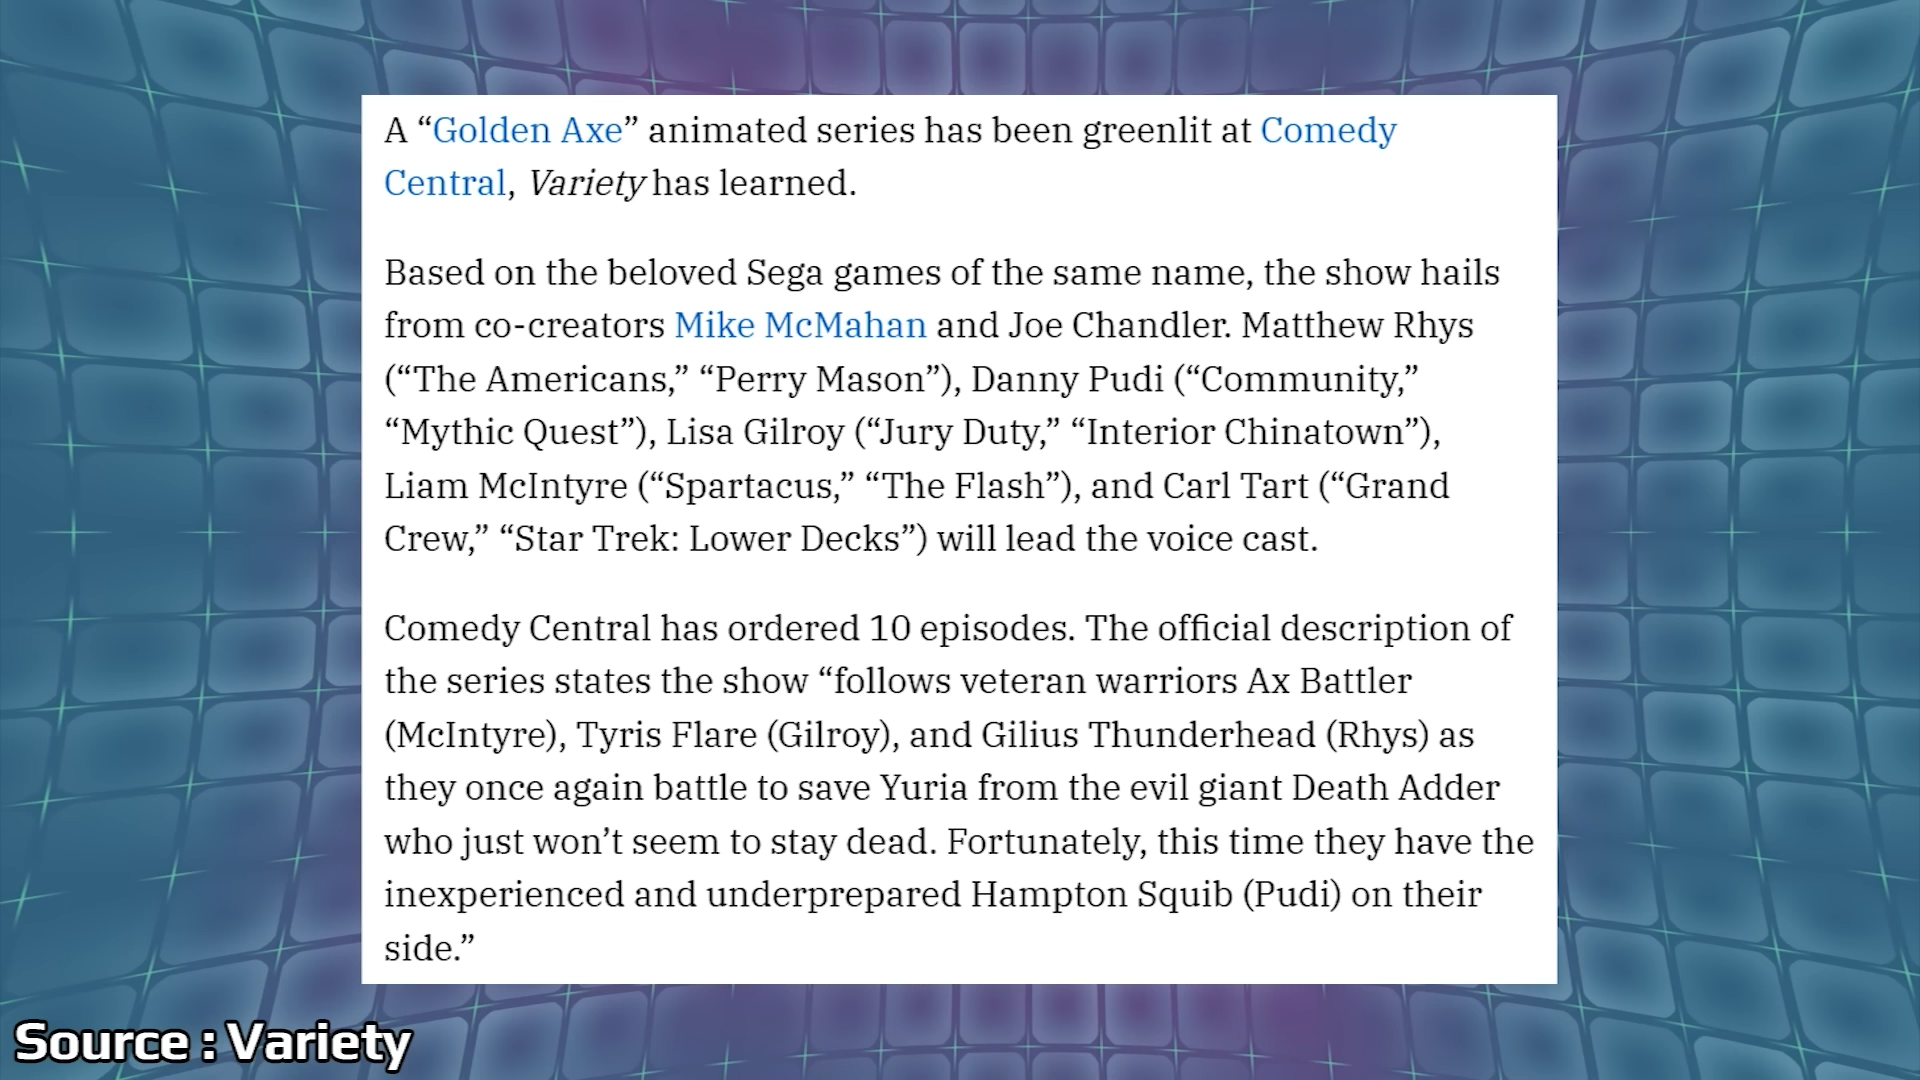 A “Golden Axe” animated series has been greenlit at Comedy
Central, Variety has learned.
Based on the beloved Sega games of the same name, the show hails
from co-creators Mike McMahan and Joe Chandler. Matthew Rhys
(“The Americans,” “Perry Mason”), Danny Pudi (“Community,”
“Mythic Quest”), Lisa Gilroy (“Jury Duty,” “Interior Chinatown”),
Liam McIntyre (“Spartacus,” “The Flash”), and Carl Tart (“Grand
Crew,” “Star Trek: Lower Decks”) will lead the voice cast.
Comedy Central has ordered 10 episodes. The official description of
the series states the show “follows veteran warriors Ax Battler
(McIntyre), Tyris Flare (Gilroy), and Gilius Thunderhead (Rhys) as
they once again battle to save Yuria from the evil giant Death Adder
who just won’t seem to stay dead. Fortunately, this time they have the
inexperienced and underprepared Hampton Squib (Pudi) on their
side.”
Source : Variety